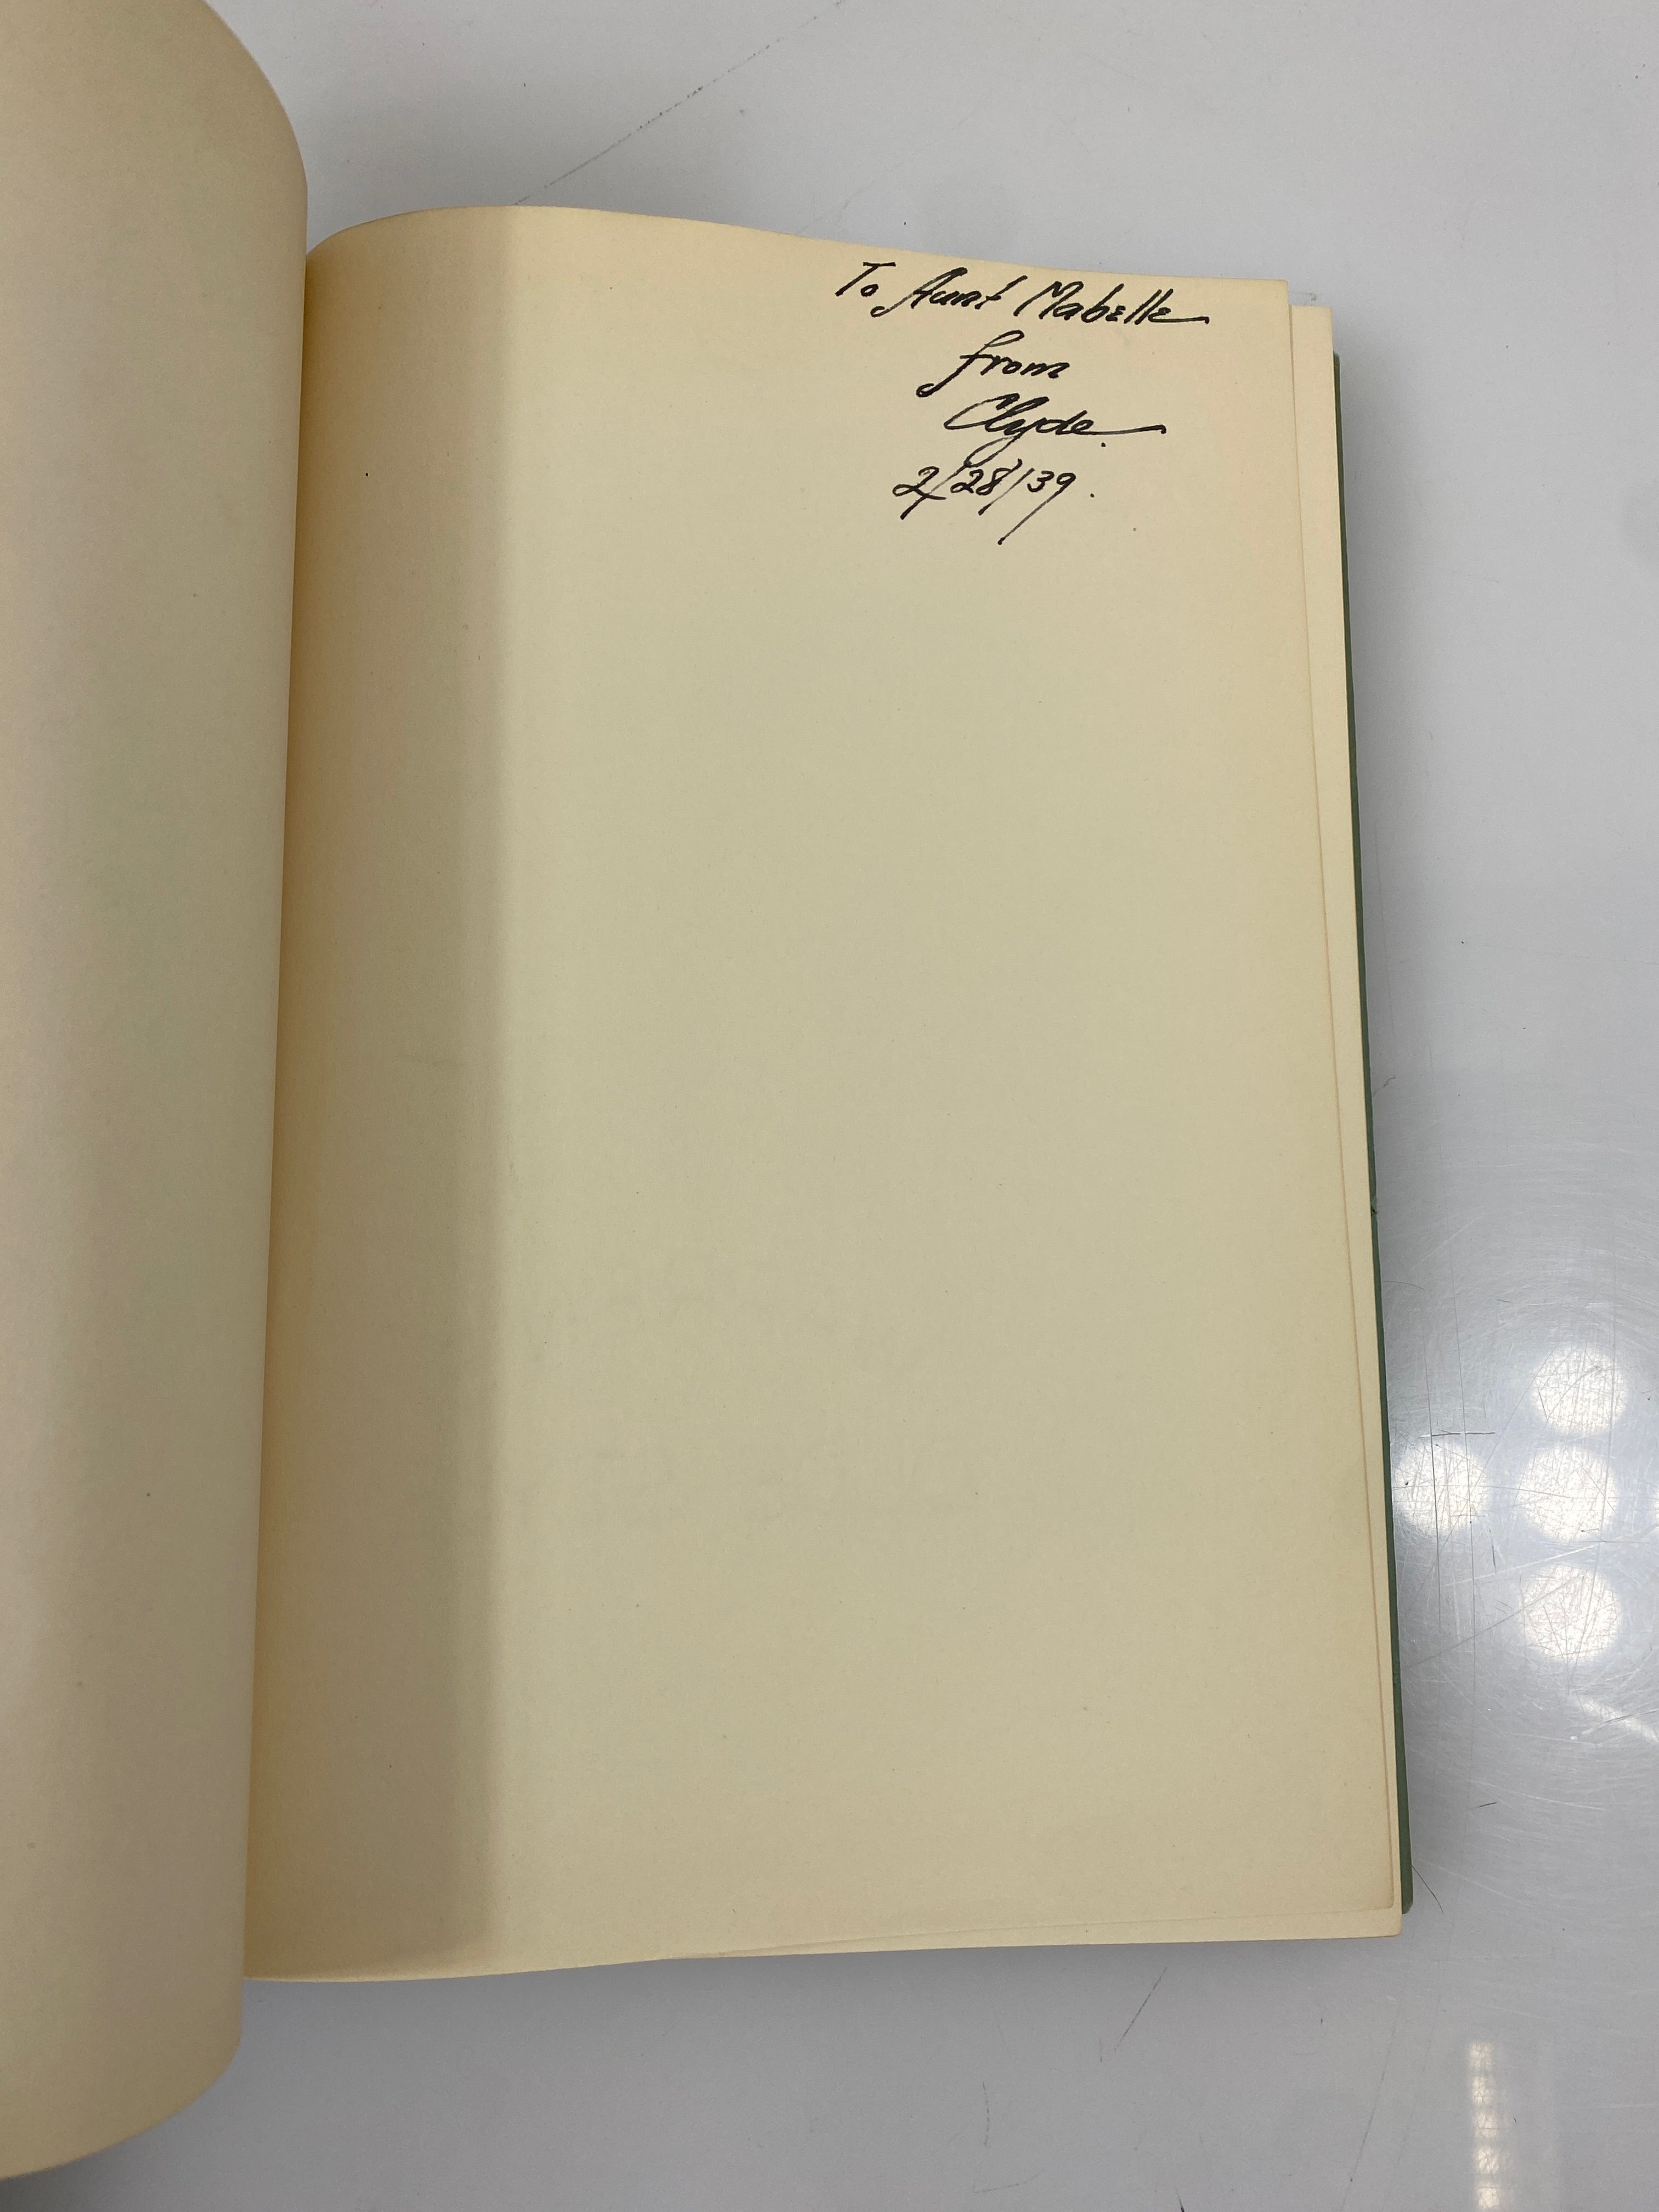 To Aunt Mabelle
from
Clyde.
2/28/39.